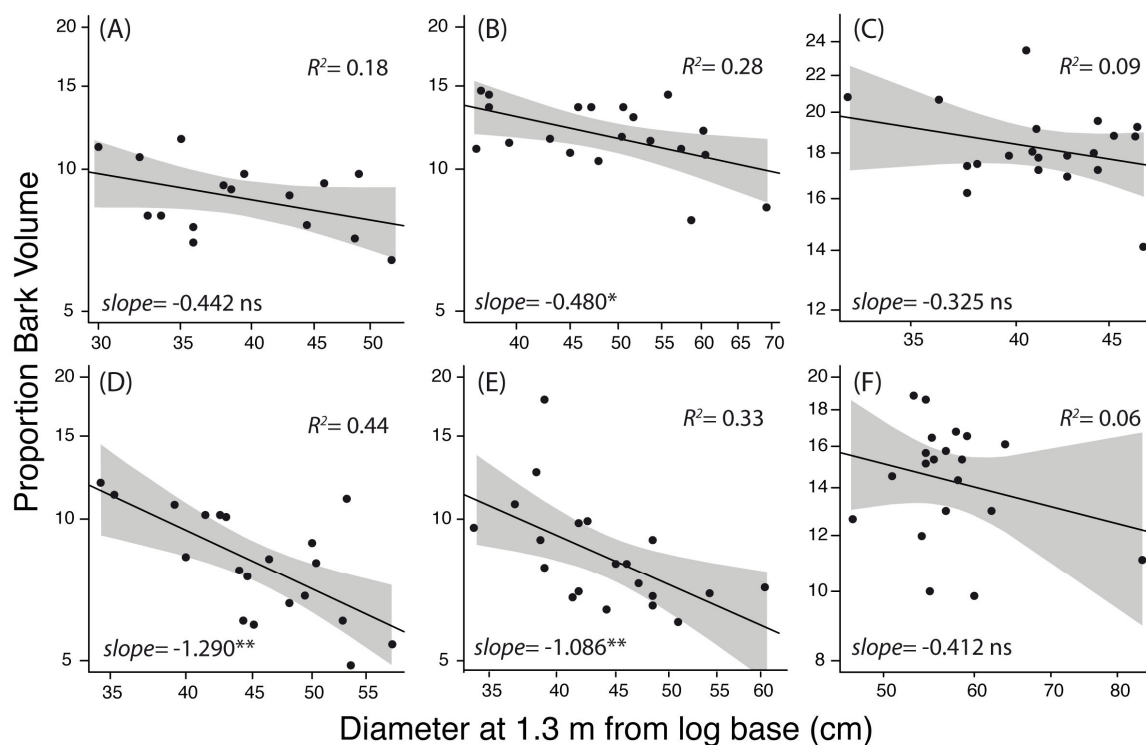 (A)
R²= 0.18
20
15
10
5
slope= -0.442 ns
30 35 40 45 50
(B)
R²= 0.28
20
15
10
5
slope= -0.480*
40 45 50 55 60 65 70
(C)
R²= 0.09
24
22
20
18
16
14
12
slope= -0.325 ns
35 40 45
(D)
R²= 0.44
20
15
10
5
slope= -1.290**
35 40 45 50 55
(E)
R²= 0.33
20
15
10
5
slope= -1.086**
35 40 45 50 55 60
(F)
R²= 0.06
20
18
16
14
12
10
8
slope= -0.412 ns
50 60 70 80
Proportion Bark Volume
Diameter at 1.3 m from log base (cm)